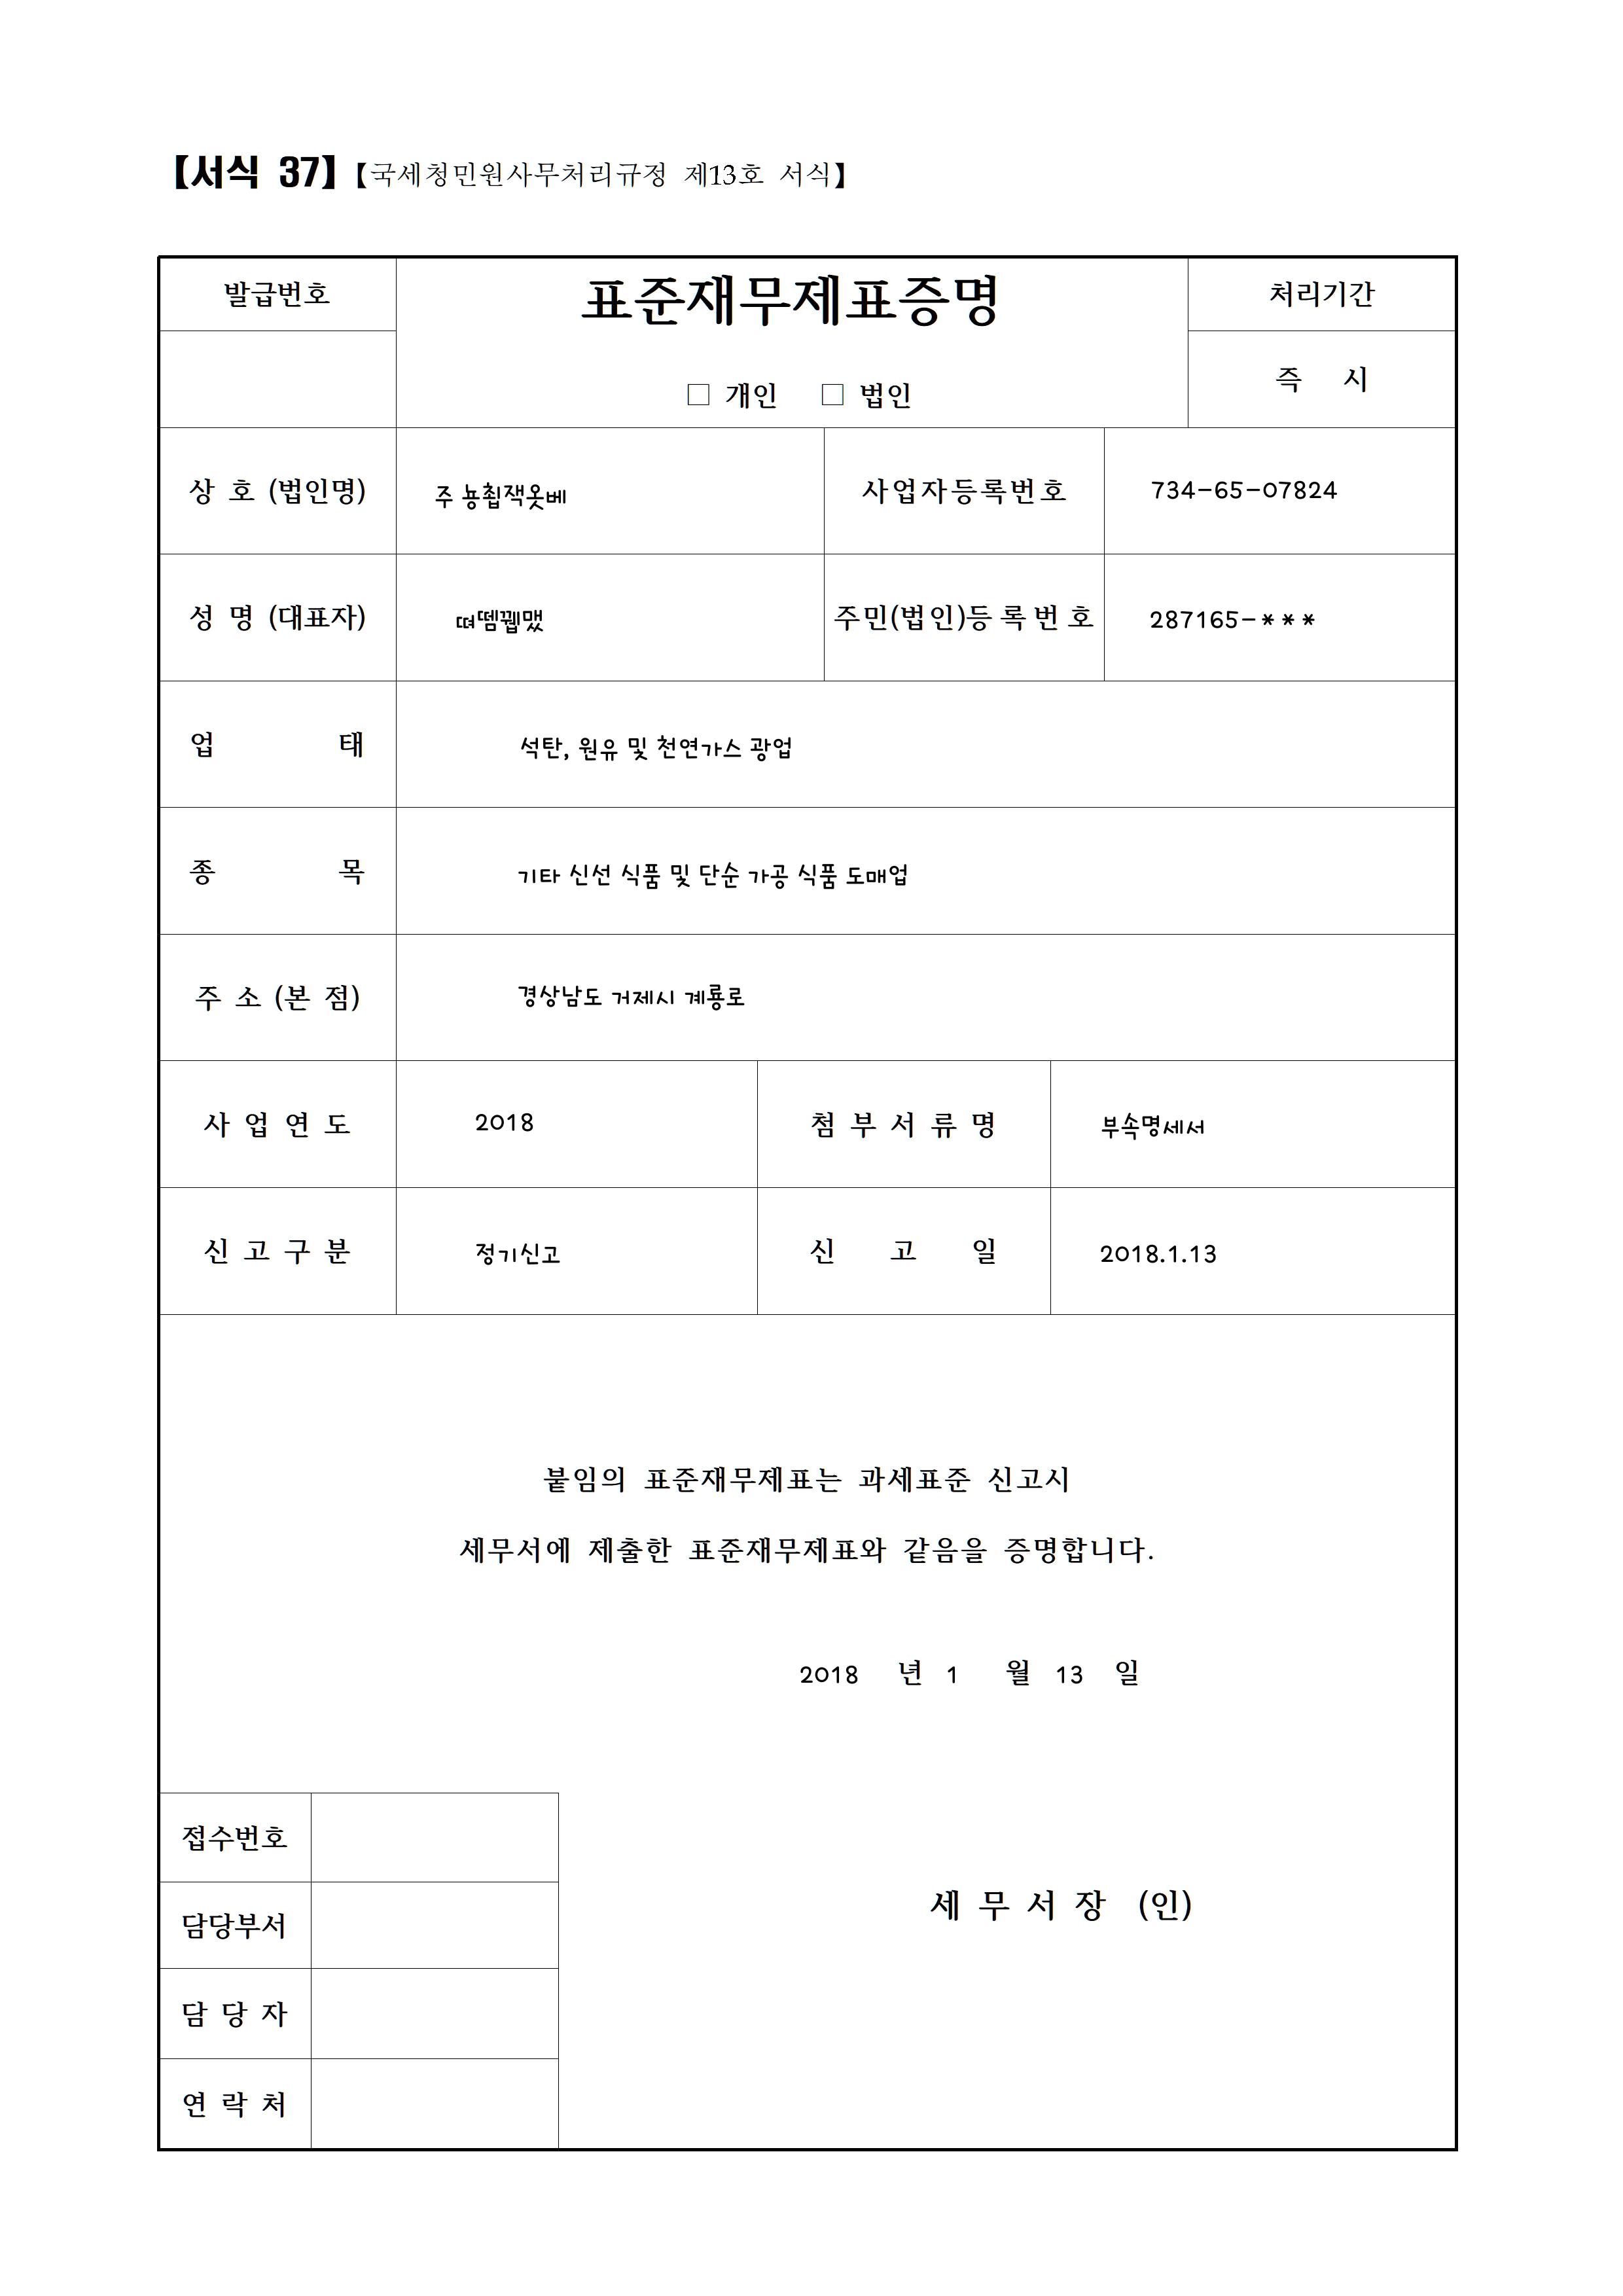 【서식 37】【국세청민원사무처리규정 제13호 서식】
발급번호
표준재무제표증명
처리기간
□ 개인 □ 법인
즉 시
상 호 (법인명) 주 뇽췹잭옷베 사업자등록번호 734-65-07824
성 명 (대표자) 주민(법인)등록번호 287165-***
업 태 석탄, 원유 및 천연가스 광업
종 목 기타 신선 식품 및 단순 가공 식품 도매업
주 소 (본 점) 경상남도 거제시 계룡로
사 업 연 도 2018 첨 부 서 류 명 부속명세서
신 고 구 분 정기신고 신 고 일 2018.1.13
붙임의 표준재무제표는 과세표준 신고시
세무서에 제출한 표준재무제표와 같음을 증명합니다.
2018 년 1 월 13 일
접수번호
담당부서
세 무 서 장 (인)
담 당 자
연 락 처